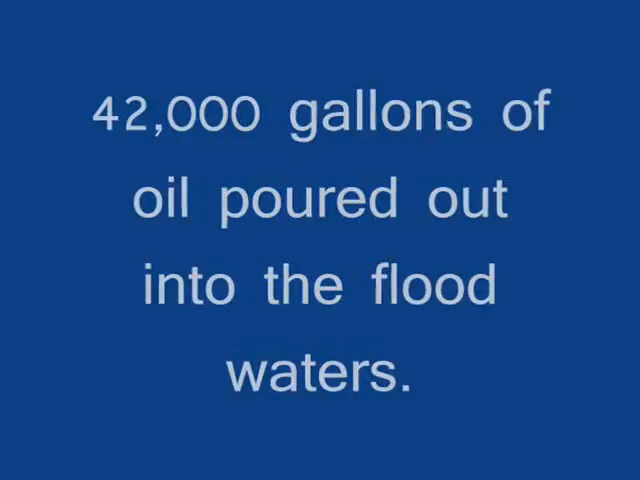 42,000 gallons of
oil poured out
into the flood
waters.